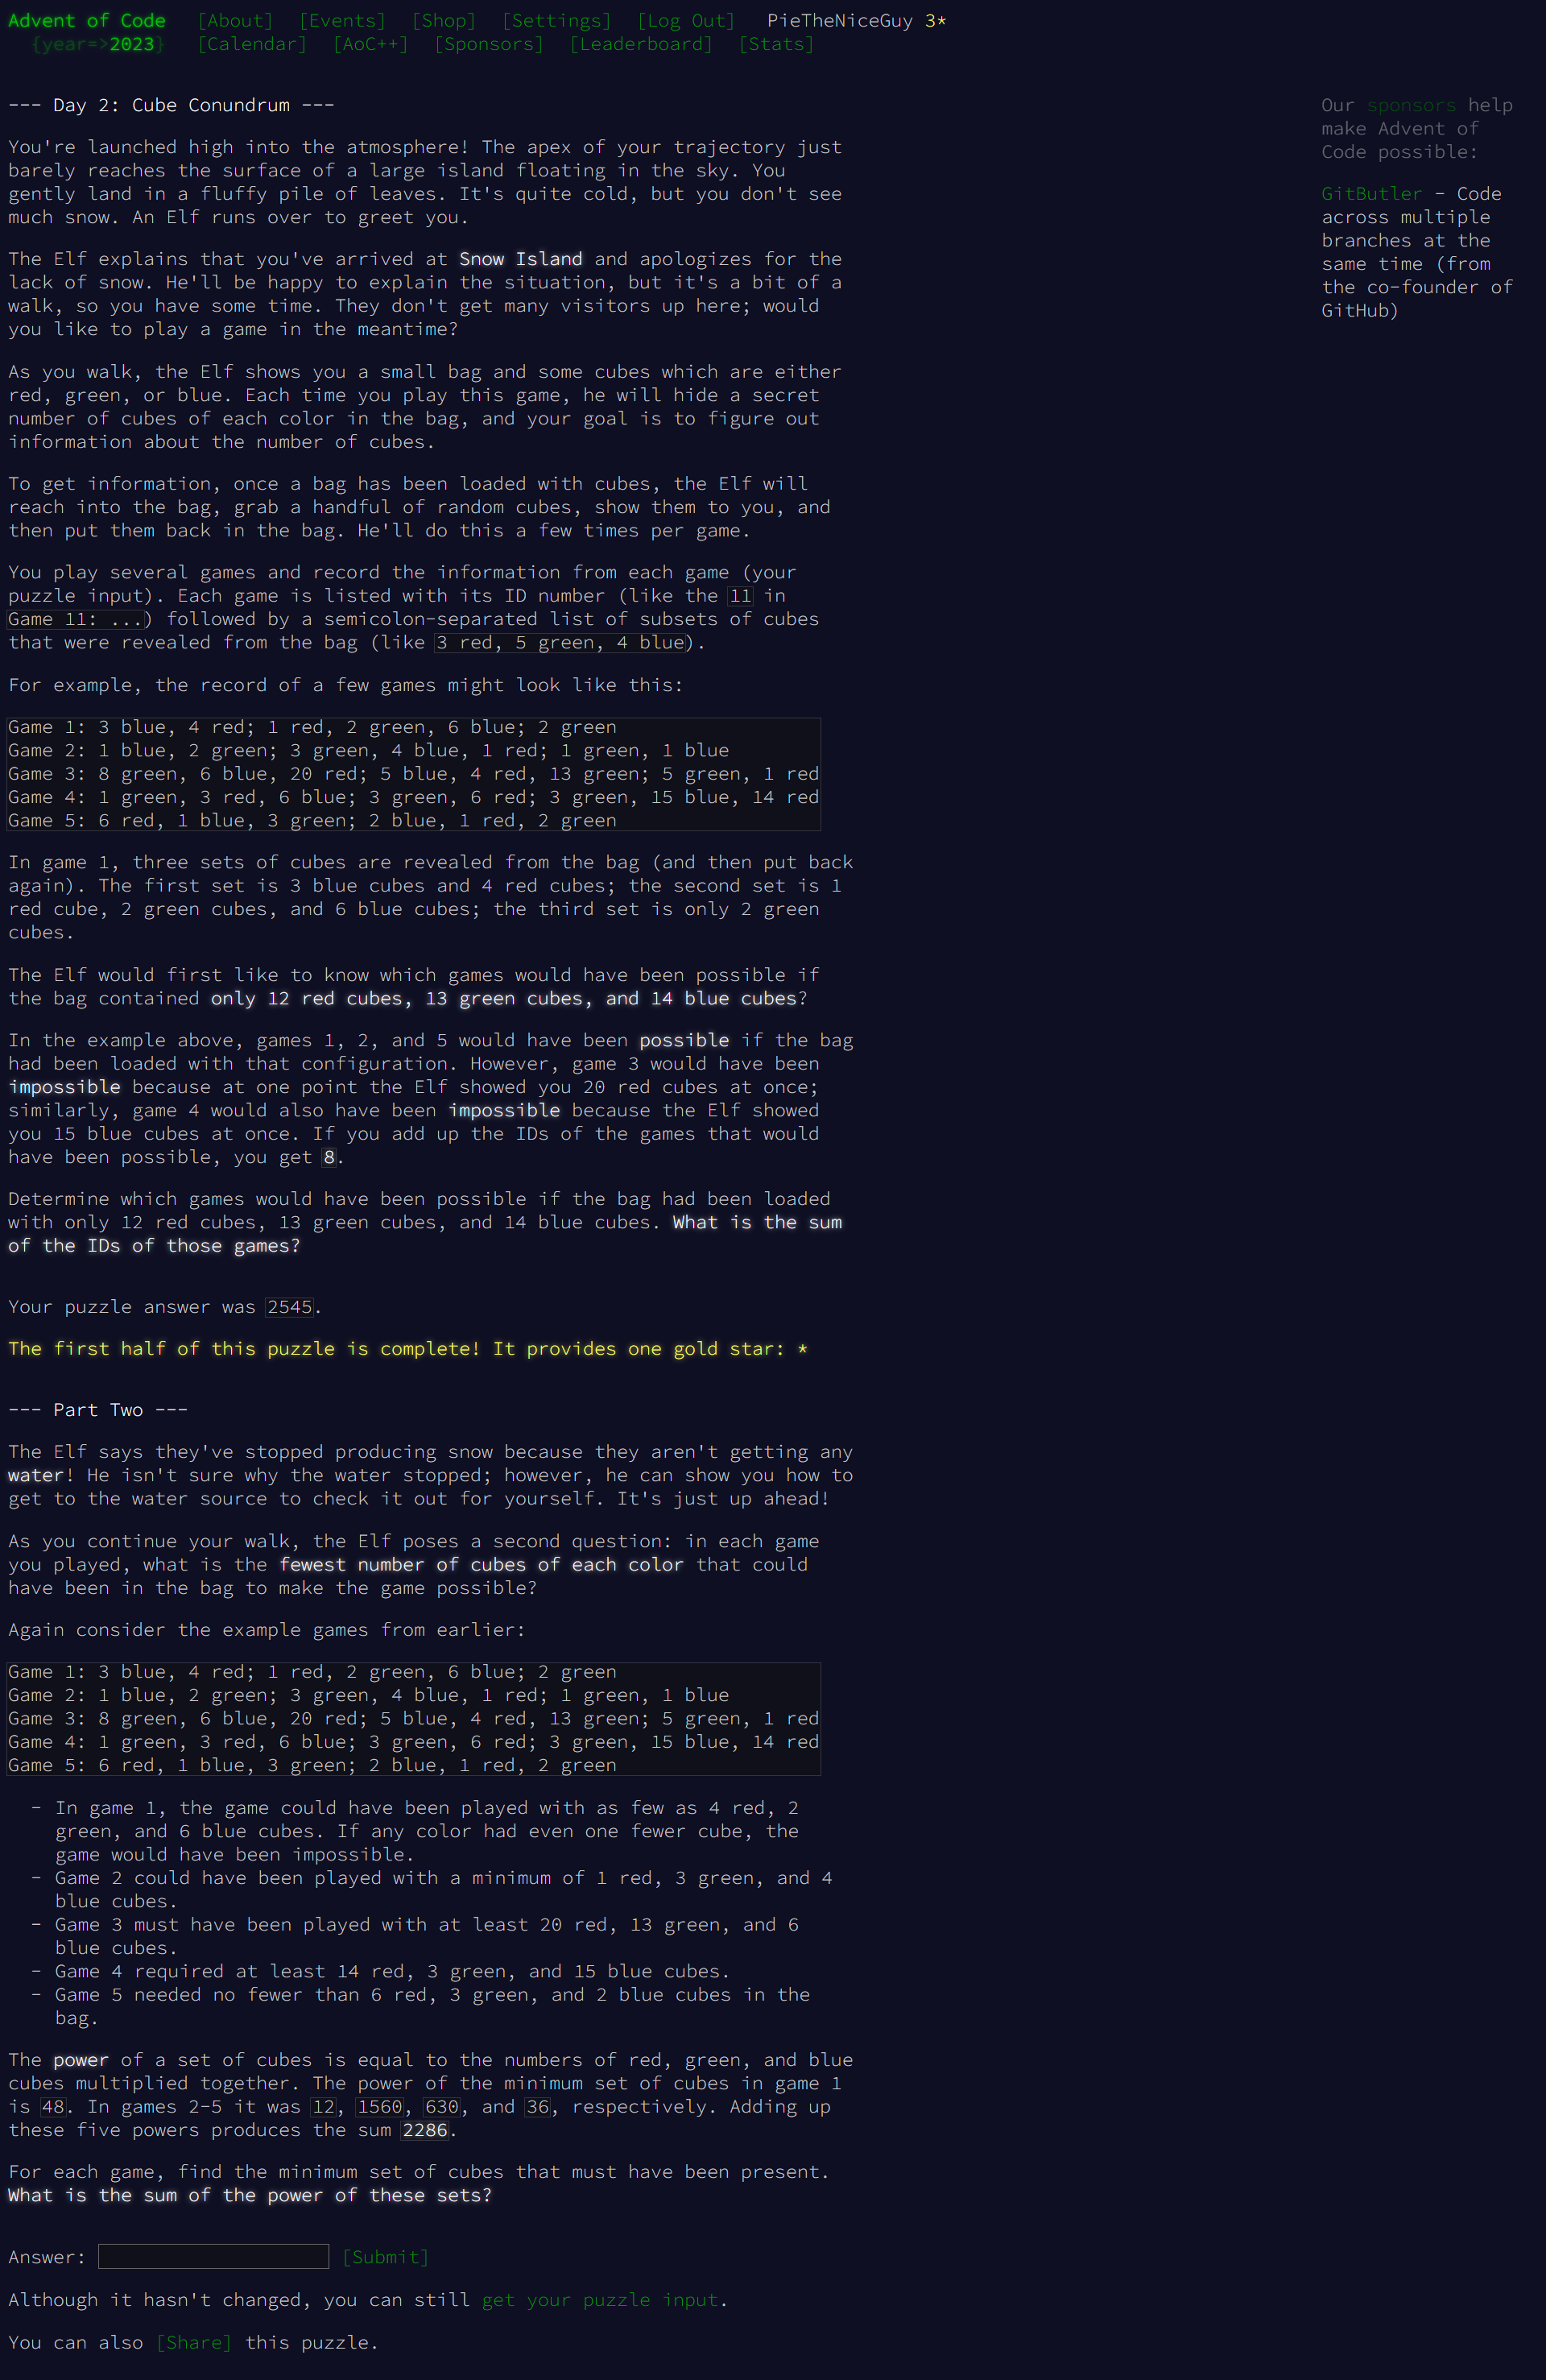 Advent of Code [About] [Events] [Shop] [Settings] [Log Out] PieTheNiceGuy 3*
{year=>2023} [Calendar] [AoC++] [Sponsors] [Leaderboard] [Stats]
--- Day 2: Cube Conundrum ---
You're launched high into the atmosphere! The apex of your trajectory just
barely reaches the surface of a large island floating in the sky. You
gently land in a fluffy pile of leaves. It's quite cold, but you don't see
much snow. An Elf runs over to greet you.
The Elf explains that you've arrived at Snow Island and apologizes for the
lack of snow. He'll be happy to explain the situation, but it's a bit of a
walk, so you have some time. They don't get many visitors up here; would
you like to play a game in the meantime?
As you walk, the Elf shows you a small bag and some cubes which are either
red, green, or blue. Each time you play this game, he will hide a secret
number of cubes of each color in the bag, and your goal is to figure out
information about the number of cubes.
To get information, once a bag has been loaded with cubes, the Elf will
reach into the bag, grab a handful of random cubes, show them to you, and
then put them back in the bag. He'll do this a few times per game.
You play several games and record the information from each game (your
puzzle input). Each game is listed with its ID number (like the 11 in
Game 11: ...) followed by a semicolon-separated list of subsets of cubes
that were revealed from the bag (like 3 red, 5 green, 4 blue).
For example, the record of a few games might look like this:
Game 1: 3 blue, 4 red; 1 red, 2 green, 6 blue; 2 green
Game 2: 1 blue, 2 green; 3 green, 4 blue, 1 red; 1 green, 1 blue
Game 3: 8 green, 6 blue, 20 red; 5 blue, 4 red, 13 green; 5 green, 1 red
Game 4: 1 green, 3 red, 6 blue; 3 green, 6 red; 3 green, 15 blue, 14 red
Game 5: 6 red, 1 blue, 3 green; 2 blue, 1 red, 2 green
In game 1, three sets of cubes are revealed from the bag (and then put back
again). The first set is 3 blue cubes and 4 red cubes; the second set is 1
red cube, 2 green cubes, and 6 blue cubes; the third set is only 2 green
cubes.
The Elf would first like to know which games would have been possible if
the bag contained only 12 red cubes, 13 green cubes, and 14 blue cubes?
In the example above, games 1, 2, and 5 would have been possible if the bag
had been loaded with that configuration. However, game 3 would have been
impossible because at one point the Elf showed you 20 red cubes at once;
similarly, game 4 would also have been impossible because the Elf showed
you 15 blue cubes at once. If you add up the IDs of the games that would
have been possible, you get 8.
Determine which games would have been possible if the bag had been loaded
with only 12 red cubes, 13 green cubes, and 14 blue cubes. What is the sum
of the IDs of those games?
Your puzzle answer was 2545.
The first half of this puzzle is complete! It provides one gold star: *
--- Part Two ---
The Elf says they've stopped producing snow because they aren't getting any
water! He isn't sure why the water stopped; however, he can show you how to
get to the water source to check it out for yourself. It's just up ahead!
As you continue your walk, the Elf poses a second question: in each game
you played, what is the fewest number of cubes of each color that could
have been in the bag to make the game possible?
Again consider the example games from earlier:
Game 1: 3 blue, 4 red; 1 red, 2 green, 6 blue; 2 green
Game 2: 1 blue, 2 green; 3 green, 4 blue, 1 red; 1 green, 1 blue
Game 3: 8 green, 6 blue, 20 red; 5 blue, 4 red, 13 green; 5 green, 1 red
Game 4: 1 green, 3 red, 6 blue; 3 green, 6 red; 3 green, 15 blue, 14 red
Game 5: 6 red, 1 blue, 3 green; 2 blue, 1 red, 2 green
- In game 1, the game could have been played with as few as 4 red, 2
green, and 6 blue cubes. If any color had even one fewer cube, the
game would have been impossible.
- Game 2 could have been played with a minimum of 1 red, 3 green, and 4
blue cubes.
- Game 3 must have been played with at least 20 red, 13 green, and 6
blue cubes.
- Game 4 required at least 14 red, 3 green, and 15 blue cubes.
- Game 5 needed no fewer than 6 red, 3 green, and 2 blue cubes in the
bag.
The power of a set of cubes is equal to the numbers of red, green, and blue
cubes multiplied together. The power of the minimum set of cubes in game 1
is 48. In games 2-5 it was 12, 1560, 630, and 36, respectively. Adding up
these five powers produces the sum 2286.
For each game, find the minimum set of cubes that must have been present.
What is the sum of the power of these sets?
Answer: [Submit]
Although it hasn't changed, you can still get your puzzle input.
You can also [Share] this puzzle.
Our sponsors help
make Advent of
Code possible:
GitButler - Code
across multiple
branches at the
same time (from
the co-founder of
GitHub)